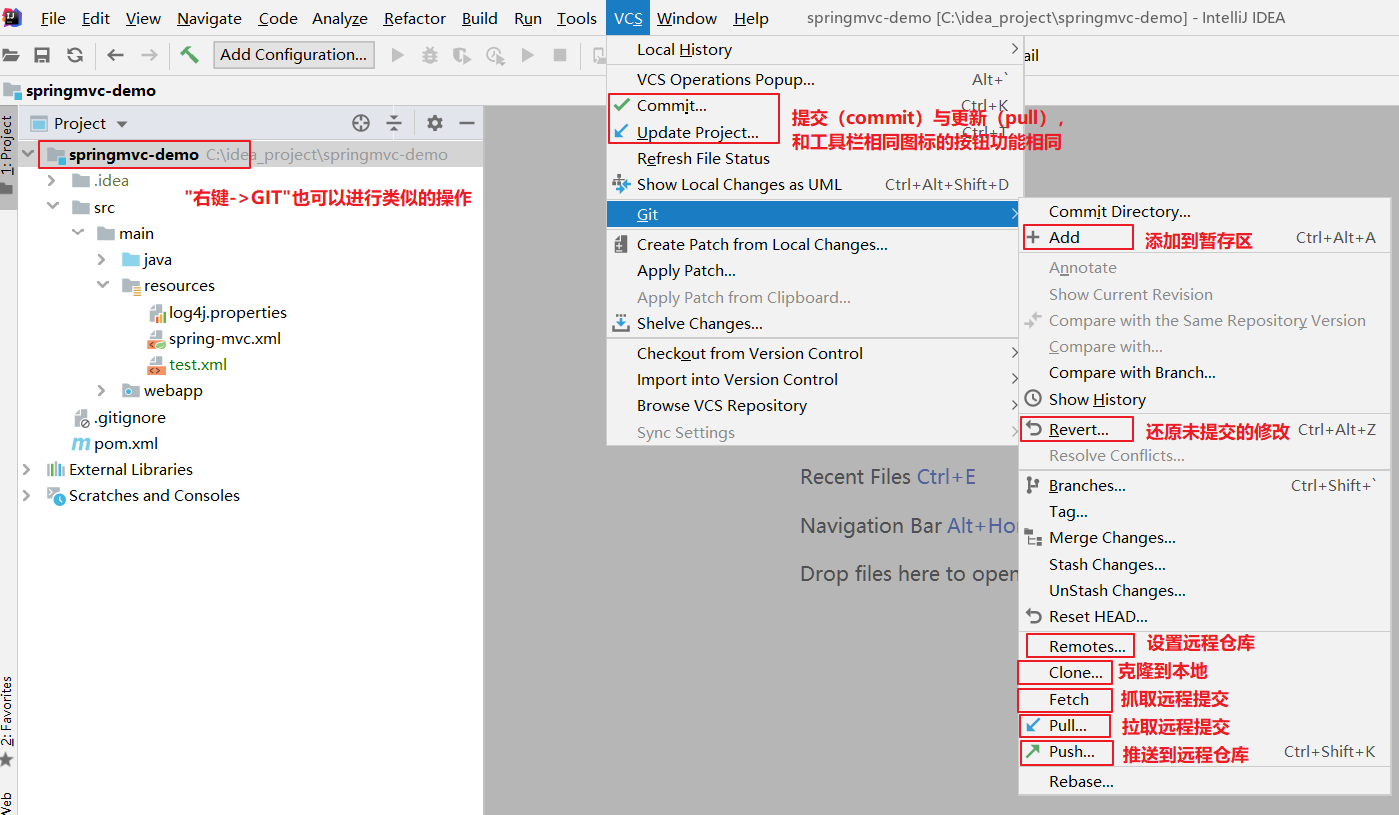 File Edit View Navigate Code Analyze Refactor Build Run Tools VCS Window Help springmvc-demo [C:\idea_project\springmvc-demo] - IntelliJ IDEA
Add Configuration...
springmvc-demo
1: Project
Project
springmvc-demo C:\idea_project\springmvc-demo
.idea
"右键->GIT"也可以进行类似的操作
src
main
java
resources
log4j.properties
spring-mvc.xml
test.xml
webapp
.gitignore
pom.xml
External Libraries
Scratches and Consoles
2: Favorites
Local History
VCS Operations Popup... Alt+`
Commit... Ctrl+K
Update Project... Ctrl+T
提交（commit）与更新（pull），
和工具栏相同图标的按钮功能相同
Refresh File Status
Show Local Changes as UML Ctrl+Alt+Shift+D
Git
Create Patch from Local Changes...
Apply Patch...
Apply Patch from Clipboard...
Shelve Changes...
Checkout from Version Control
Import into Version Control
Browse VCS Repository
Sync Settings
Recent Files Ctrl+E
Navigation Bar Alt+Ho
Drop files here to open
Commit Directory...
Add 添加到暂存区 Ctrl+Alt+A
Annotate
Show Current Revision
Compare with the Same Repository Version
Compare with...
Compare with Branch...
Show History
Revert... 还原未提交的修改 Ctrl+Alt+Z
Resolve Conflicts...
Branches... Ctrl+Shift+`
Tag...
Merge Changes...
Stash Changes...
UnStash Changes...
Reset HEAD...
Remotes... 设置远程仓库
Clone... 克隆到本地
Fetch 抓取远程提交
Pull... 拉取远程提交
Push... 推送到远程仓库 Ctrl+Shift+K
Rebase...